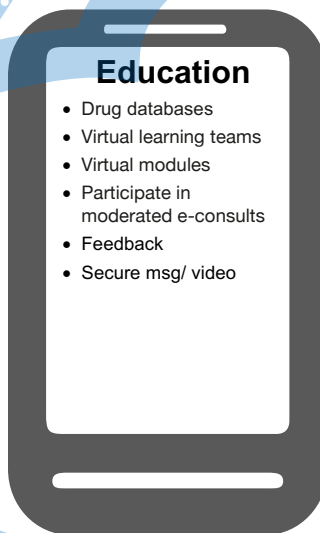 Education
• Drug databases
• Virtual learning teams
• Virtual modules
• Participate in
moderated e-consults
• Feedback
• Secure msg/ video